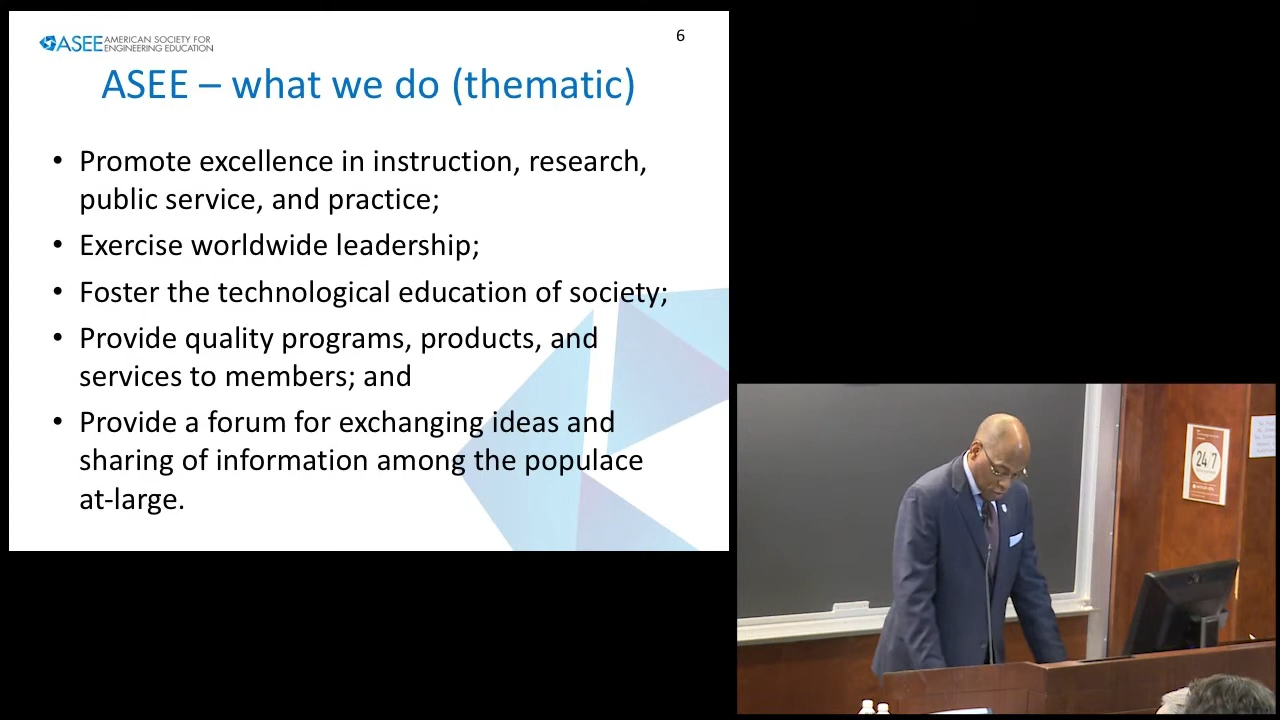 ASEE AMERICAN SOCIETY FOR
ENGINEERING EDUCATION
6
ASEE – what we do (thematic)
• Promote excellence in instruction, research,
public service, and practice;
• Exercise worldwide leadership;
• Foster the technological education of society;
• Provide quality programs, products, and
services to members; and
• Provide a forum for exchanging ideas and
sharing of information among the populace
at-large.
24/7